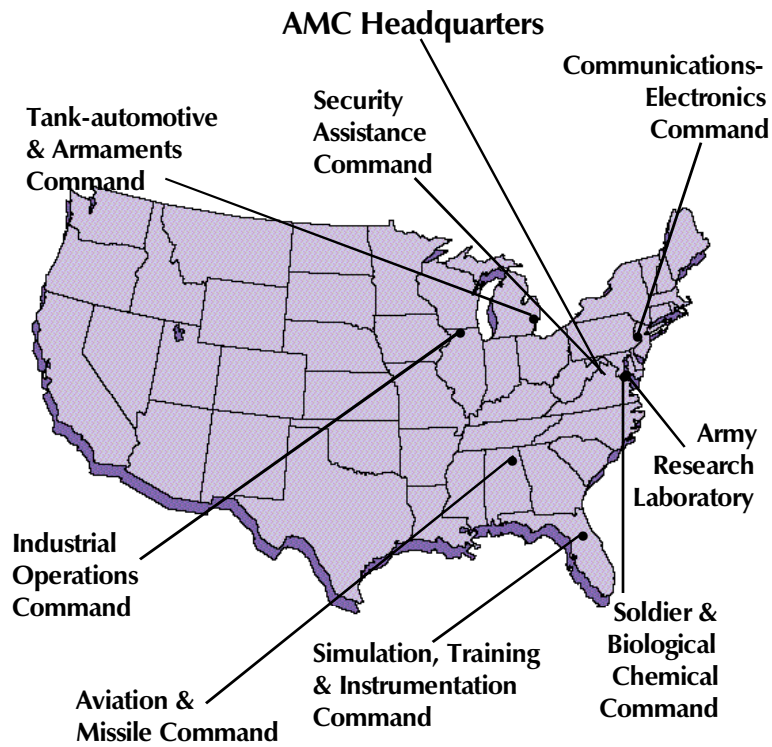 AMC Headquarters
Communications-
Electronics
Command
Security
Assistance
Command
Tank-automotive
& Armaments
Command
Army
Research
Laboratory
Industrial
Operations
Command
Soldier &
Biological
Chemical
Command
Simulation, Training
& Instrumentation
Command
Aviation &
Missile Command